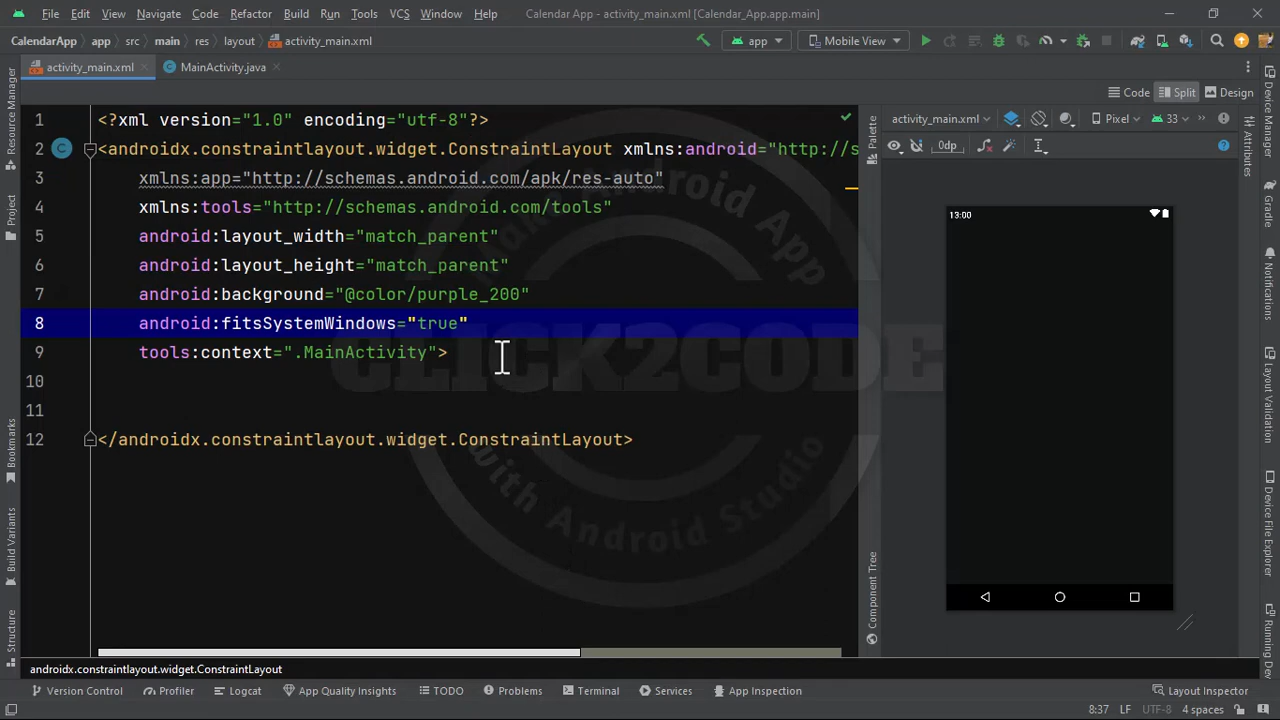 File Edit View Navigate Code Refactor Build Run Tools VCS Window Help Calendar App - activity_main.xml [Calendar_App.app.main]
CalendarApp app src main res layout activity_main.xml app Mobile View
activity_main.xml MainActivity.java
Code Split Design
Resource Manager
Project
Bookmarks
Build Variants
Structure
1 <?xml version="1.0" encoding="utf-8"?>
2 <androidx.constraintlayout.widget.ConstraintLayout xmlns:android="http://s
3 xmlns:app="http://schemas.android.com/apk/res-auto"
4 xmlns:tools="http://schemas.android.com/tools"
5 android:layout_width="match_parent"
6 android:layout_height="match_parent"
7 android:background="@color/purple_200"
8 android:fitsSystemWindows="true"
9 tools:context=".MainActivity">
10
11
12 </androidx.constraintlayout.widget.ConstraintLayout>
Make Android App
CLICK2CODE
with Android Studio
Palette
Component Tree
activity_main.xml Pixel 33
0dp
13:00
Attributes
Device Manager
Gradle
Notifications
Layout Validation
Device File Explorer
Running Dev
androidx.constraintlayout.widget.ConstraintLayout
Version Control Profiler Logcat App Quality Insights TODO Problems Terminal Services App Inspection Layout Inspector
8:37 LF UTF-8 4 spaces